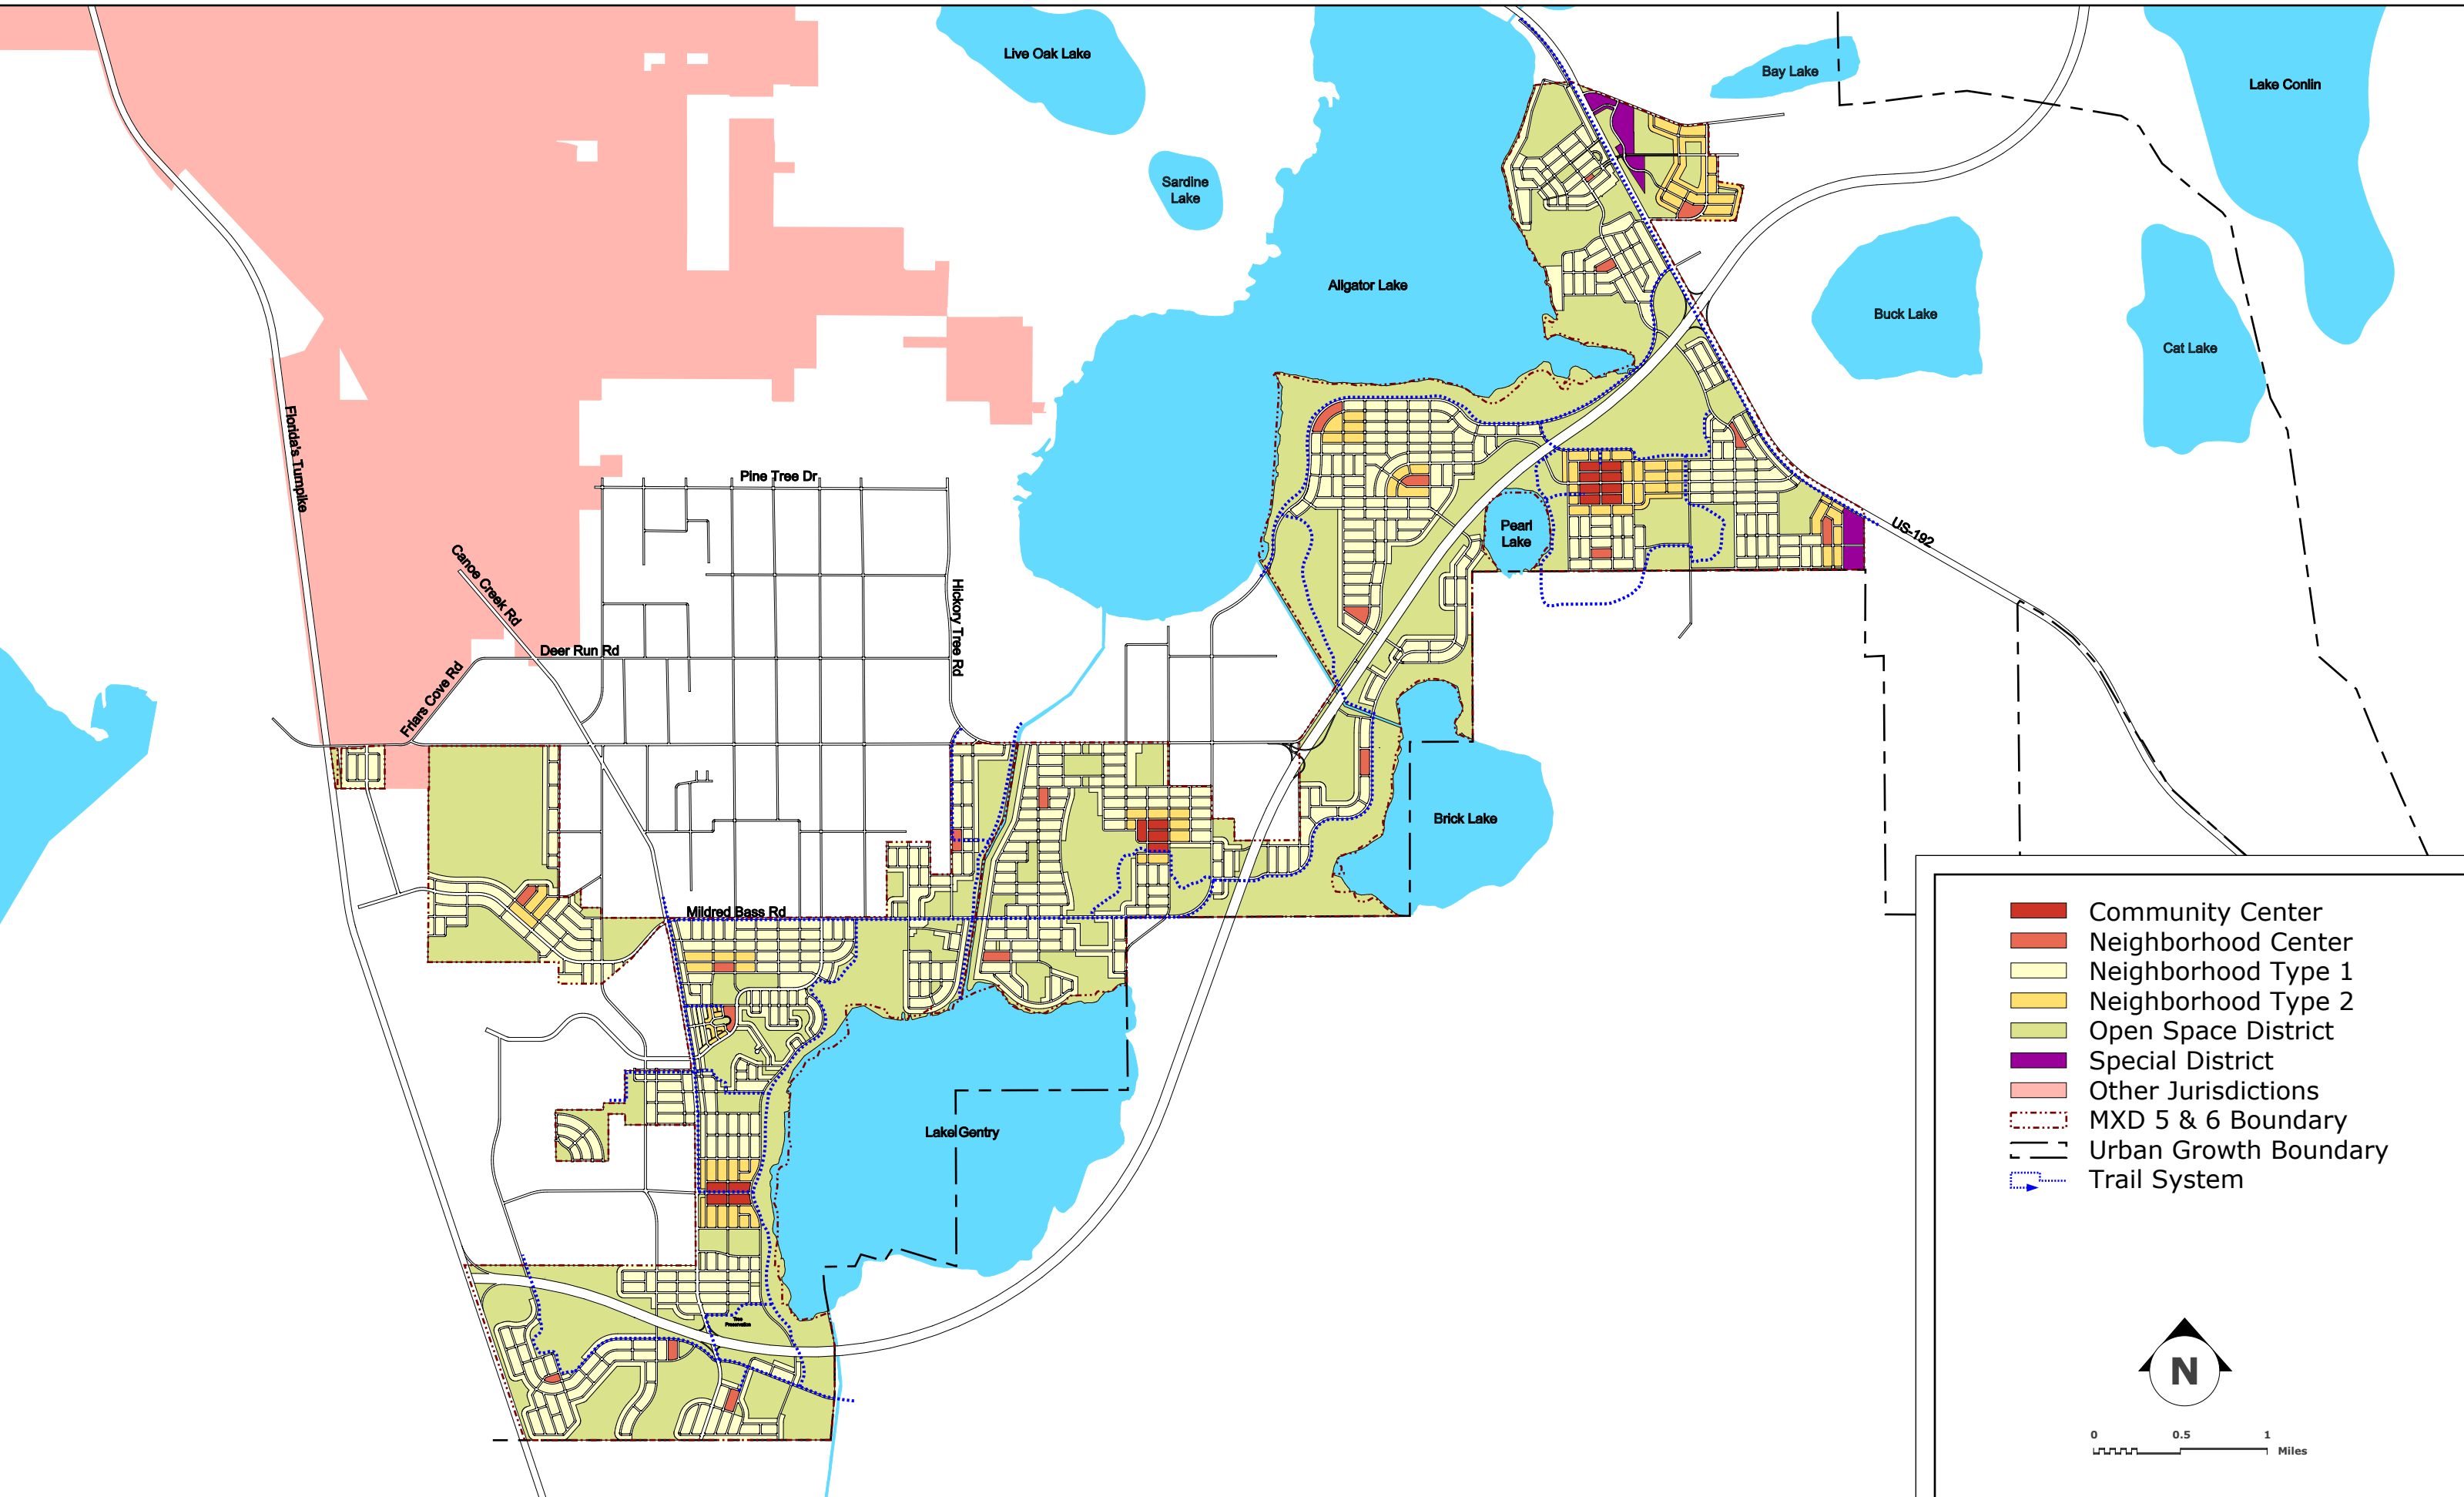 Live Oak Lake
Bay Lake
Lake Conlin
Sardine
Lake
Alligator Lake
Buck Lake
Cat Lake
Florida's Turnpike
Pine Tree Dr
Pearl
Lake
US-192
Canoe Creek Rd
Hickory Tree Rd
Deer Run Rd
Friars Cove Rd
Brick Lake
Mildred Bass Rd
Lake Gentry
Tree
Preservation
Community Center
Neighborhood Center
Neighborhood Type 1
Neighborhood Type 2
Open Space District
Special District
Other Jurisdictions
MXD 5 & 6 Boundary
Urban Growth Boundary
Trail System
N
0 0.5 1
Miles